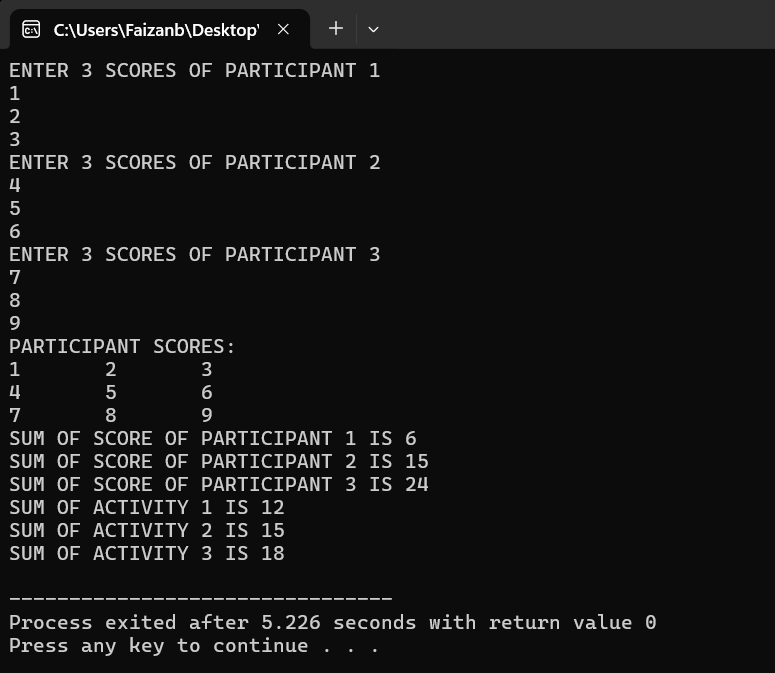 C:\Users\Faizanb\Desktop\
ENTER 3 SCORES OF PARTICIPANT 1
1
2
3
ENTER 3 SCORES OF PARTICIPANT 2
4
5
6
ENTER 3 SCORES OF PARTICIPANT 3
7
8
9
PARTICIPANT SCORES:
1 2 3
4 5 6
7 8 9
SUM OF SCORE OF PARTICIPANT 1 IS 6
SUM OF SCORE OF PARTICIPANT 2 IS 15
SUM OF SCORE OF PARTICIPANT 3 IS 24
SUM OF ACTIVITY 1 IS 12
SUM OF ACTIVITY 2 IS 15
SUM OF ACTIVITY 3 IS 18
--------------------------------
Process exited after 5.226 seconds with return value 0
Press any key to continue . . .